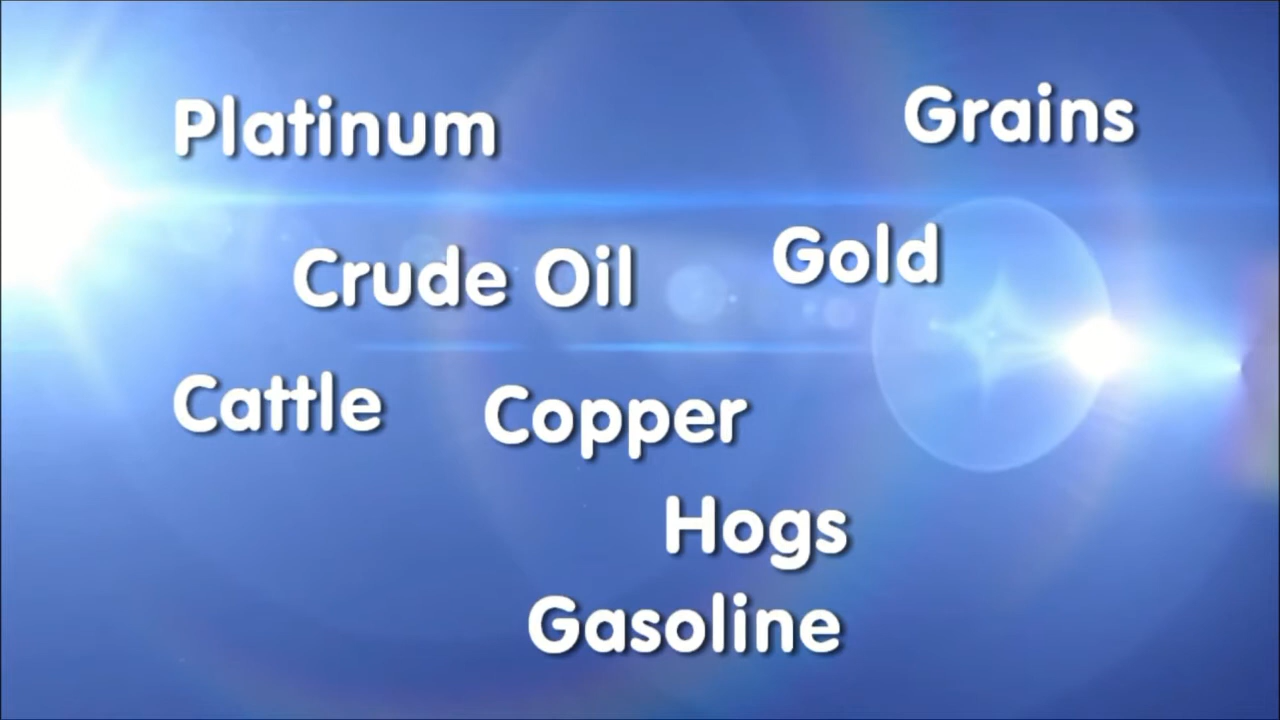 Platinum
Grains
Crude Oil
Gold
Cattle
Copper
Hogs
Gasoline